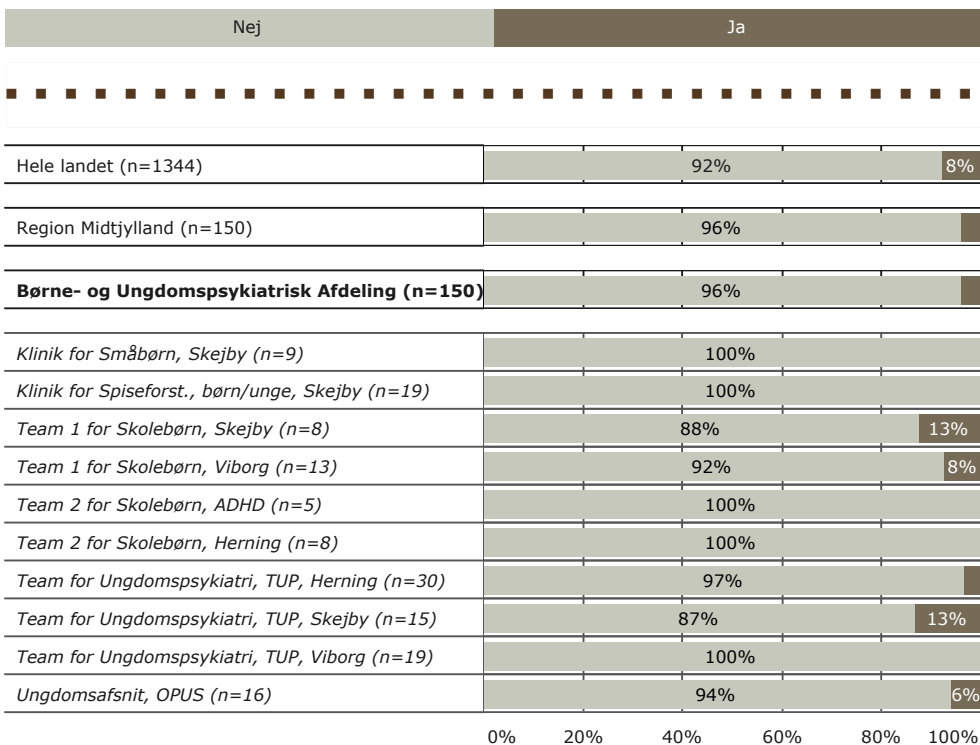 Nej Ja
Hele landet (n=1344) 92% 8%
Region Midtjylland (n=150) 96%
Børne- og Ungdomspsykiatrisk Afdeling (n=150) 96%
Klinik for Småbørn, Skejby (n=9) 100%
Klinik for Spiseforst., børn/unge, Skejby (n=19) 100%
Team 1 for Skolebørn, Skejby (n=8) 88% 13%
Team 1 for Skolebørn, Viborg (n=13) 92% 8%
Team 2 for Skolebørn, ADHD (n=5) 100%
Team 2 for Skolebørn, Herning (n=8) 100%
Team for Ungdomspsykiatri, TUP, Herning (n=30) 97%
Team for Ungdomspsykiatri, TUP, Skejby (n=15) 87% 13%
Team for Ungdomspsykiatri, TUP, Viborg (n=19) 100%
Ungdomsafsnit, OPUS (n=16) 94% 6%
0% 20% 40% 60% 80% 100%